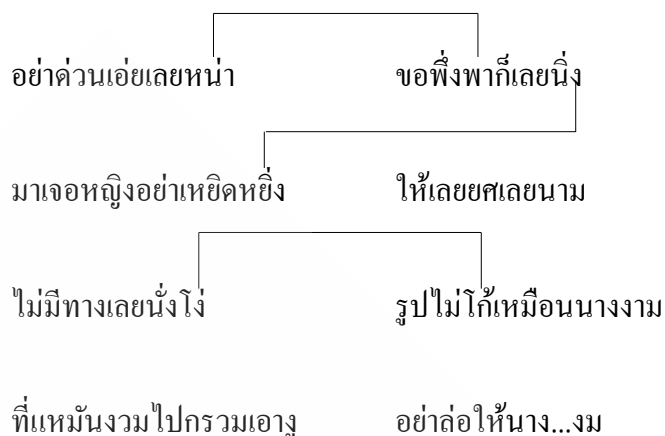 อย่าด่วนเอ่ยเลยหน่า ขอพึ่งพาก็เลยนิ่ง
มาเจอหญิงอย่าเหยิดหยิ่ง ให้เลยยศเลยนาม
ไม่มีทางเลยนั่งโง่ รูปไม่โก้เหมือนนางงาม
ที่แหมันงวมไปกรวมเอางู อย่าล่อให้นาง...งม